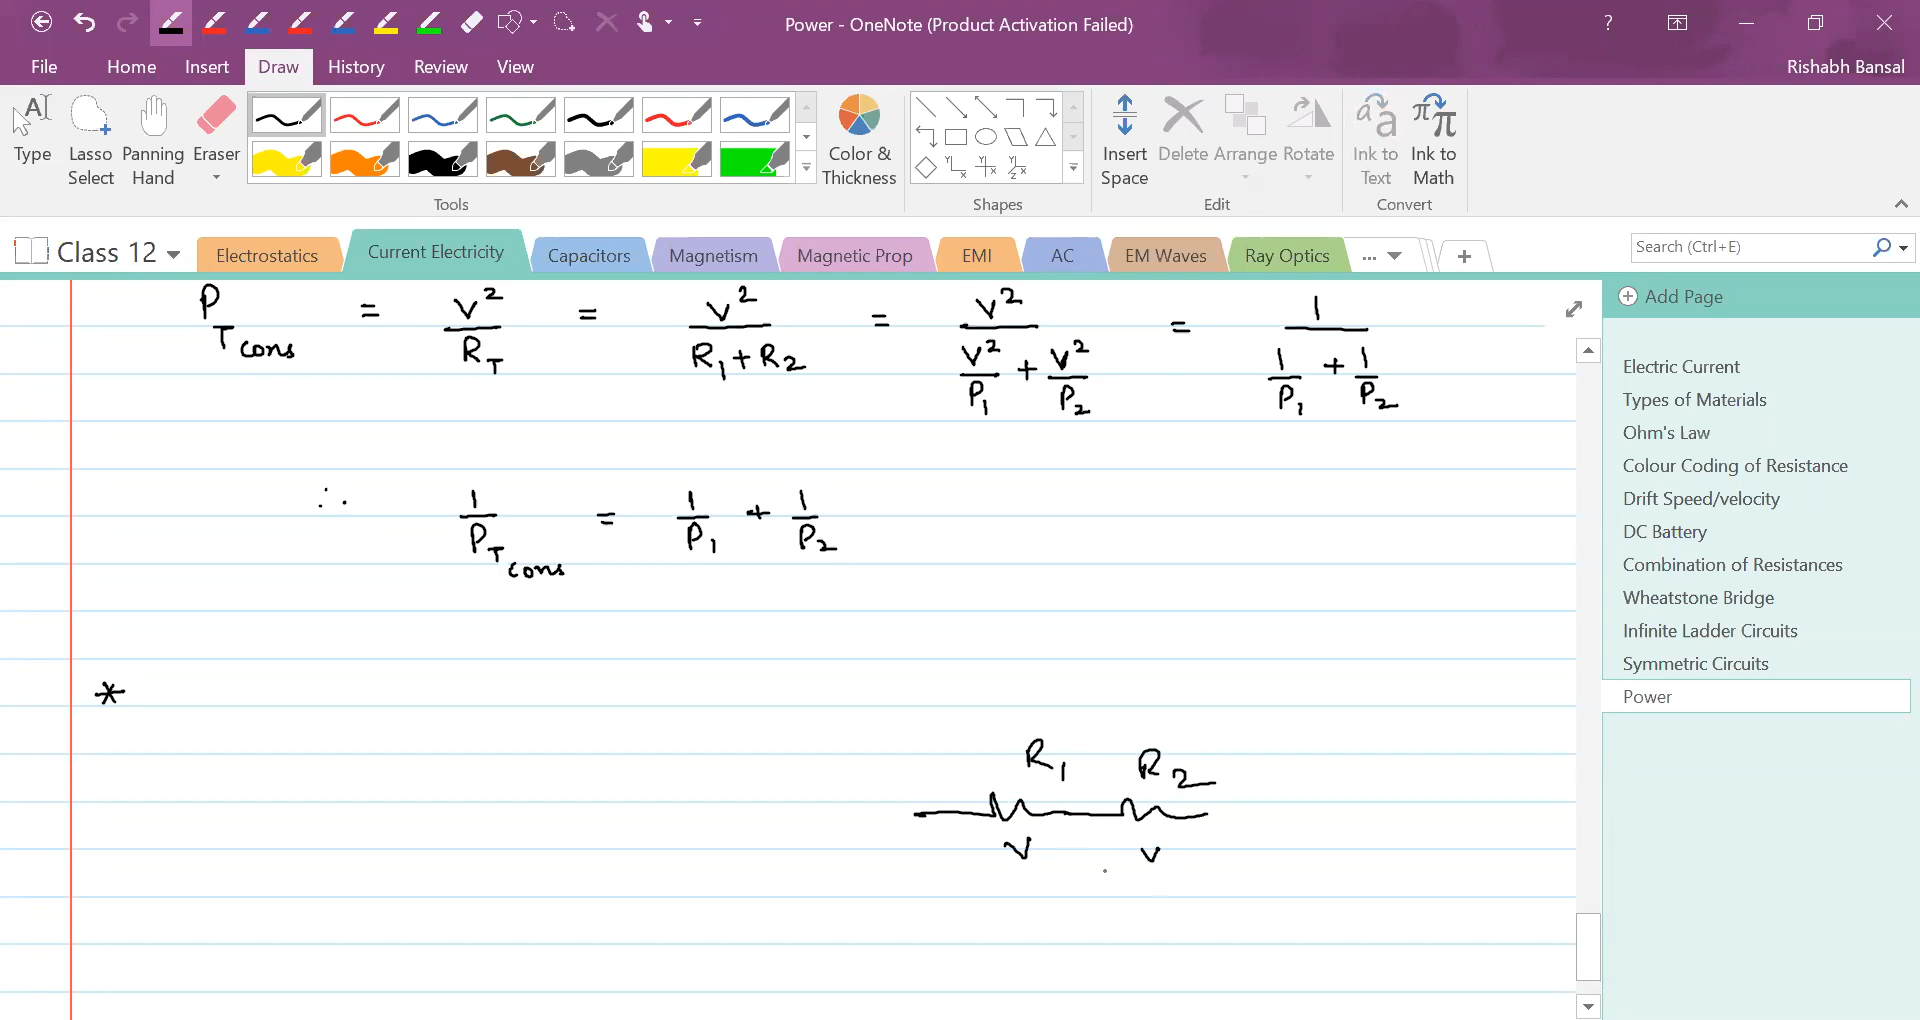 Power - OneNote (Product Activation Failed)
?
File Home Insert Draw History Review View
Rishabh Bansal
Type
Lasso Select
Panning Hand
Eraser
Color & Thickness
Insert Space
Delete
Arrange
Rotate
Ink to Text
Ink to Math
Tools
Shapes
Edit
Convert
Class 12
Electrostatics
Current Electricity
Capacitors
Magnetism
Magnetic Prop
EMI
AC
EM Waves
Ray Optics
...
+
Search (Ctrl+E)
Add Page
Electric Current
Types of Materials
Ohm's Law
Colour Coding of Resistance
Drift Speed/velocity
DC Battery
Combination of Resistances
Wheatstone Bridge
Infinite Ladder Circuits
Symmetric Circuits
Power
P_T cons = V²/R_T = V²/(R₁ + R₂) = V²/(V²/P₁ + V²/P₂) = 1/(1/P₁ + 1/P₂)
∴ 1/P_T cons = 1/P₁ + 1/P₂
*
R₁ R₂
V V